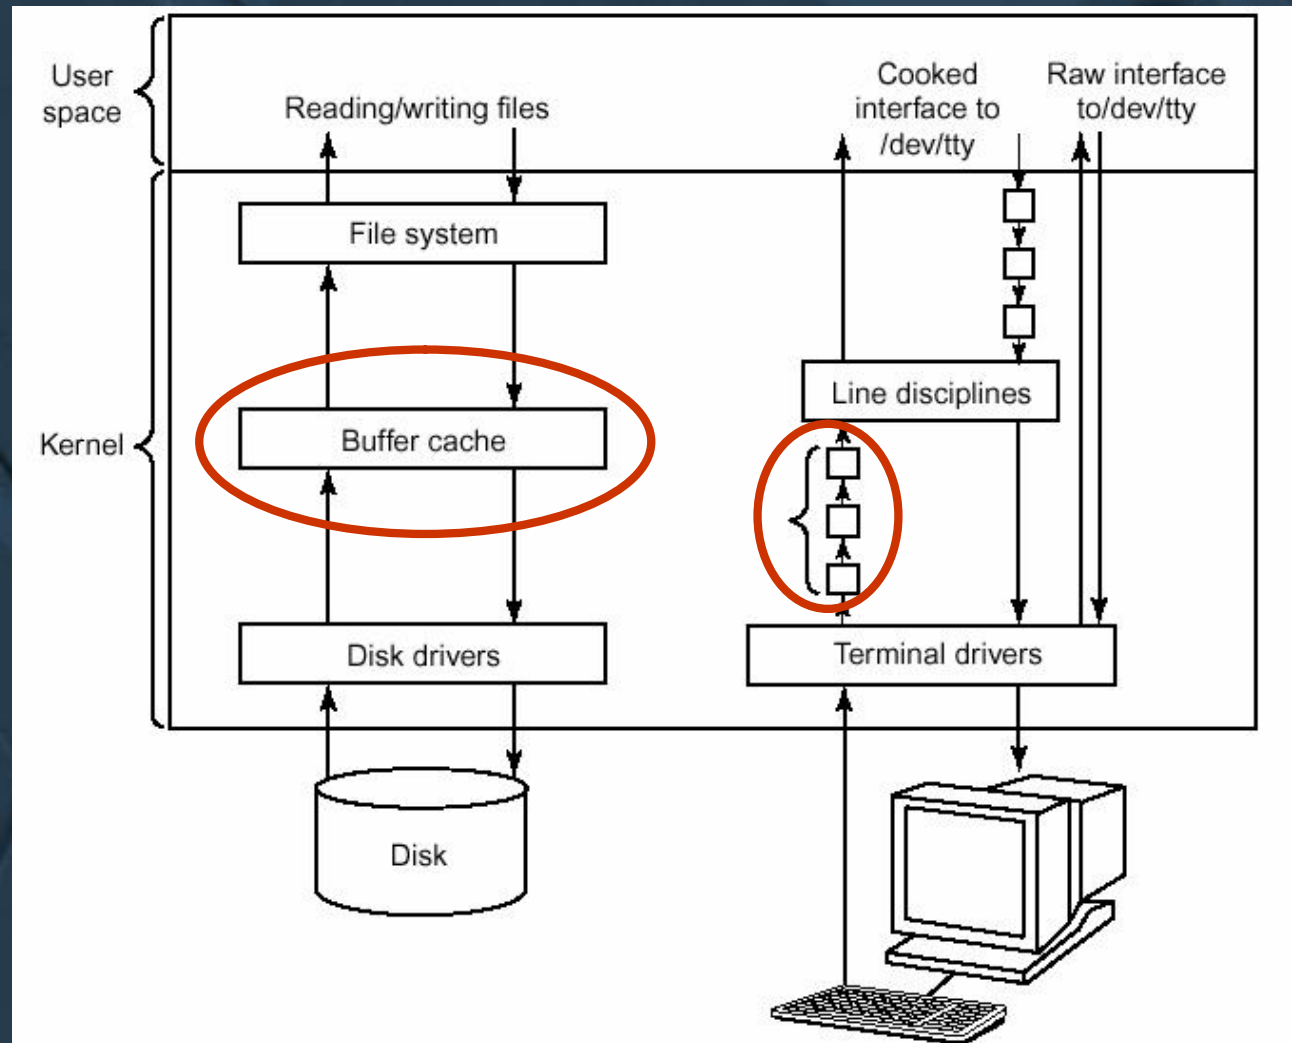 User
space
Reading/writing files
Cooked
interface to
/dev/tty
Raw interface
to/dev/tty
File system
Line disciplines
Kernel
Buffer cache
Disk drivers
Terminal drivers
Disk